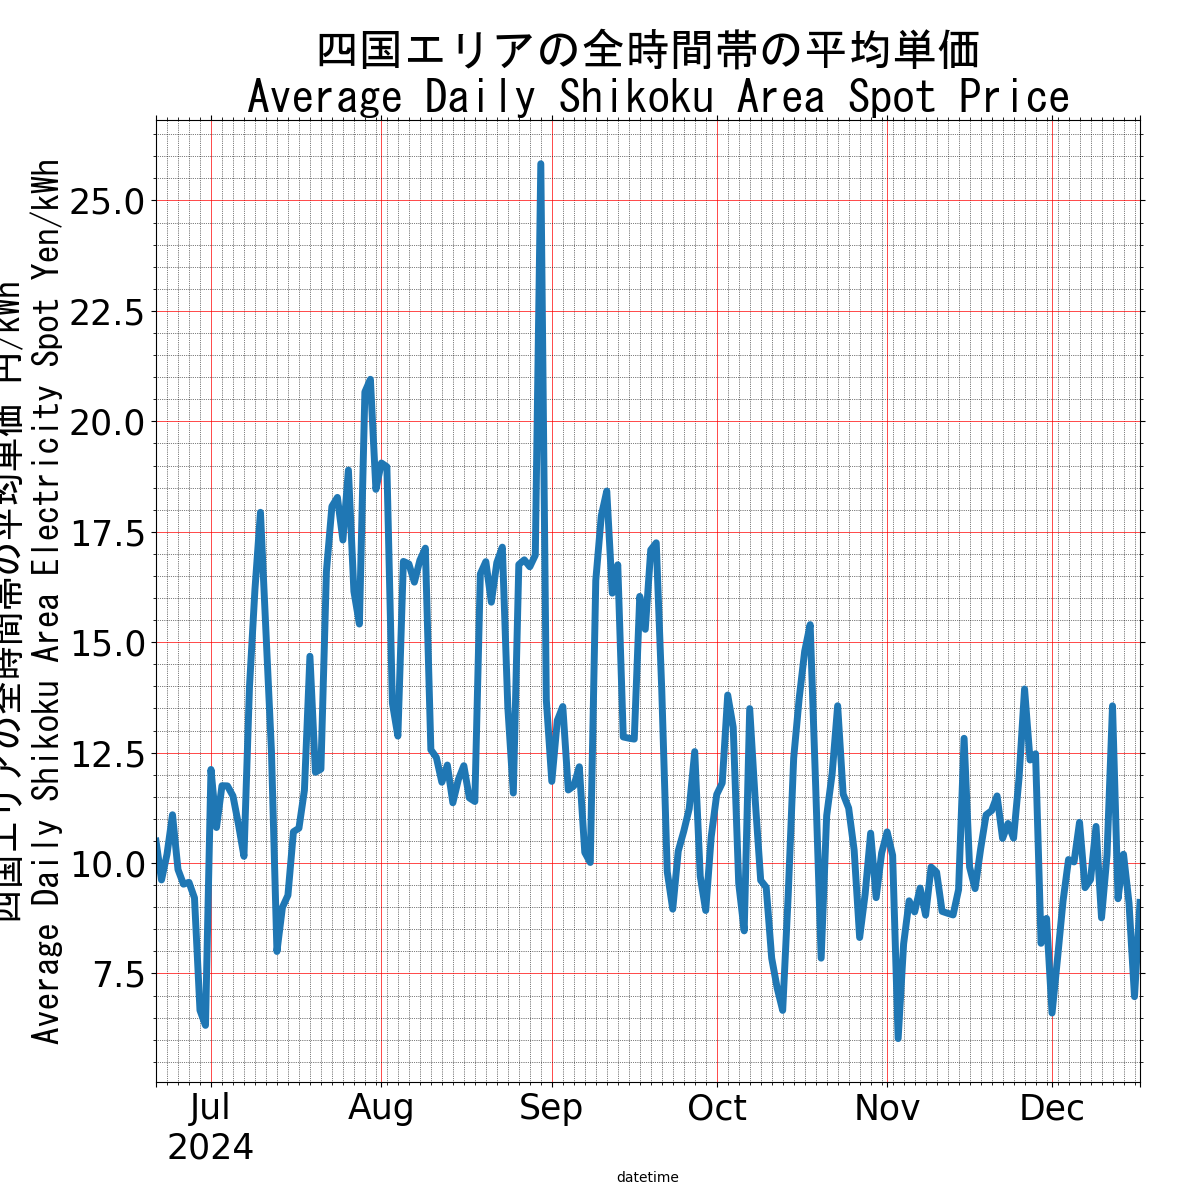 四国エリアの全時間帯の平均単価
Average Daily Shikoku Area Spot Price
四国エリアの全時間帯の平均単価 円/kWh
Average Daily Shikoku Area Electricity Spot Yen/kWh
25.0
22.5
20.0
17.5
15.0
12.5
10.0
7.5
Jul Aug Sep Oct Nov Dec
2024
datetime